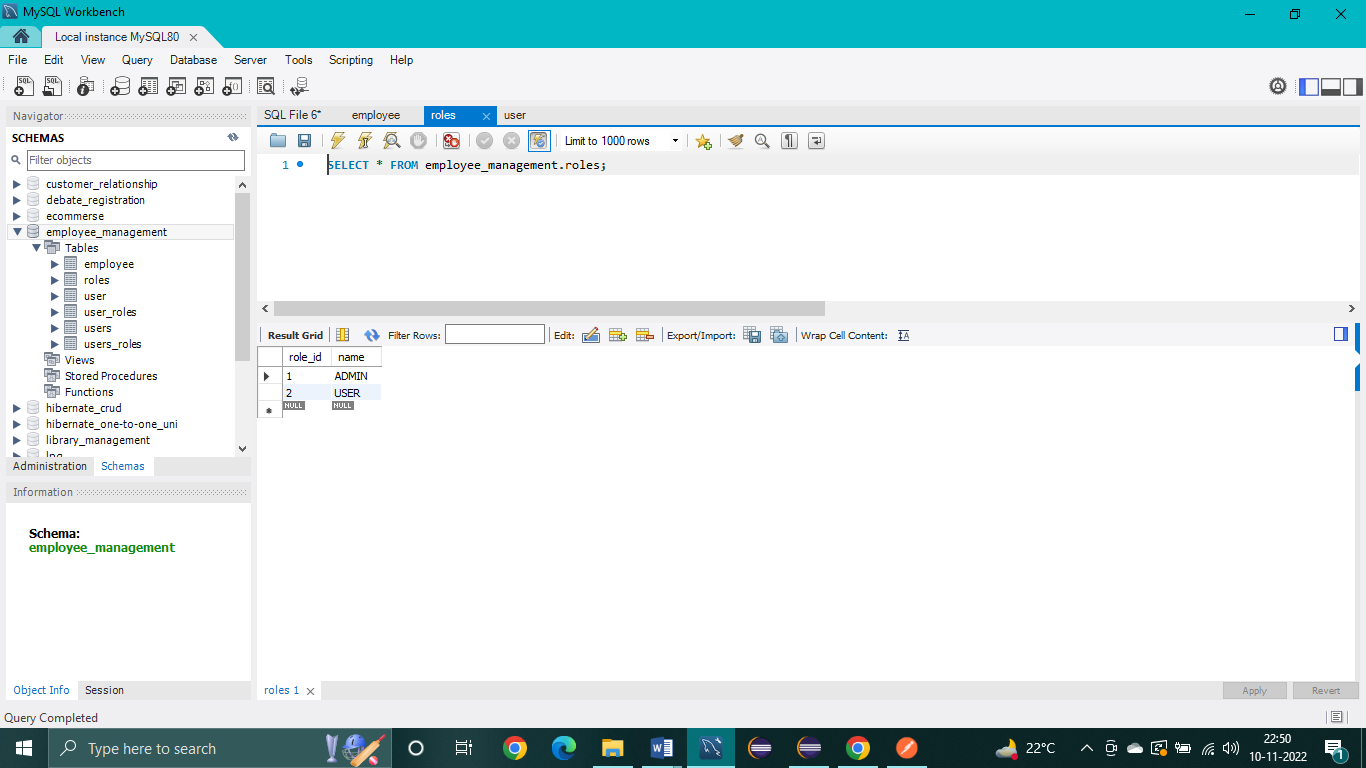 MySQL Workbench
Local instance MySQL80
File Edit View Query Database Server Tools Scripting Help
Navigator
SCHEMAS
Filter objects
customer_relationship
debate_registration
ecommerse
employee_management
Tables
employee
roles
user
user_roles
users
users_roles
Views
Stored Procedures
Functions
hibernate_crud
hibernate_one-to-one_uni
library_management
Administration Schemas
Information
Schema:
employee_management
Object Info Session
SQL File 6* employee roles user
Limit to 1000 rows
1 SELECT * FROM employee_management.roles;
Result Grid Filter Rows: Edit: Export/Import: Wrap Cell Content:
role_id name
1 ADMIN
2 USER
NULL NULL
roles 1
Apply Revert
Query Completed
Type here to search
22°C
22:50
10-11-2022
1